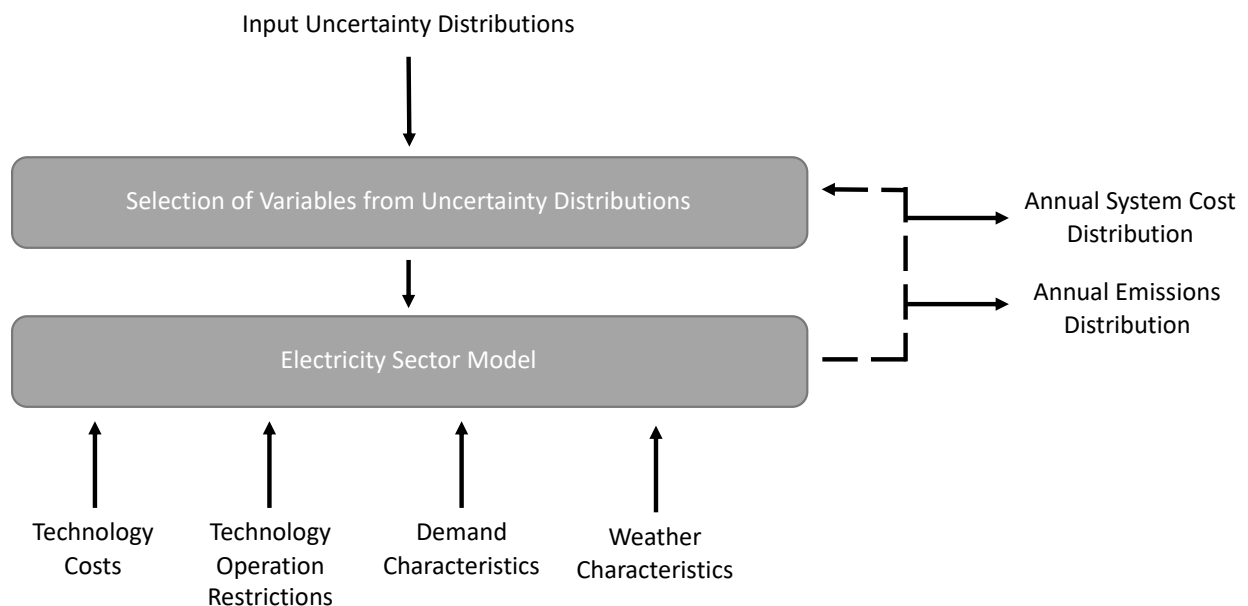 Input Uncertainty Distributions
Selection of Variables from Uncertainty Distributions
Annual System Cost
Distribution
Annual Emissions
Distribution
Electricity Sector Model
Technology
Costs
Technology
Operation
Restrictions
Demand
Characteristics
Weather
Characteristics